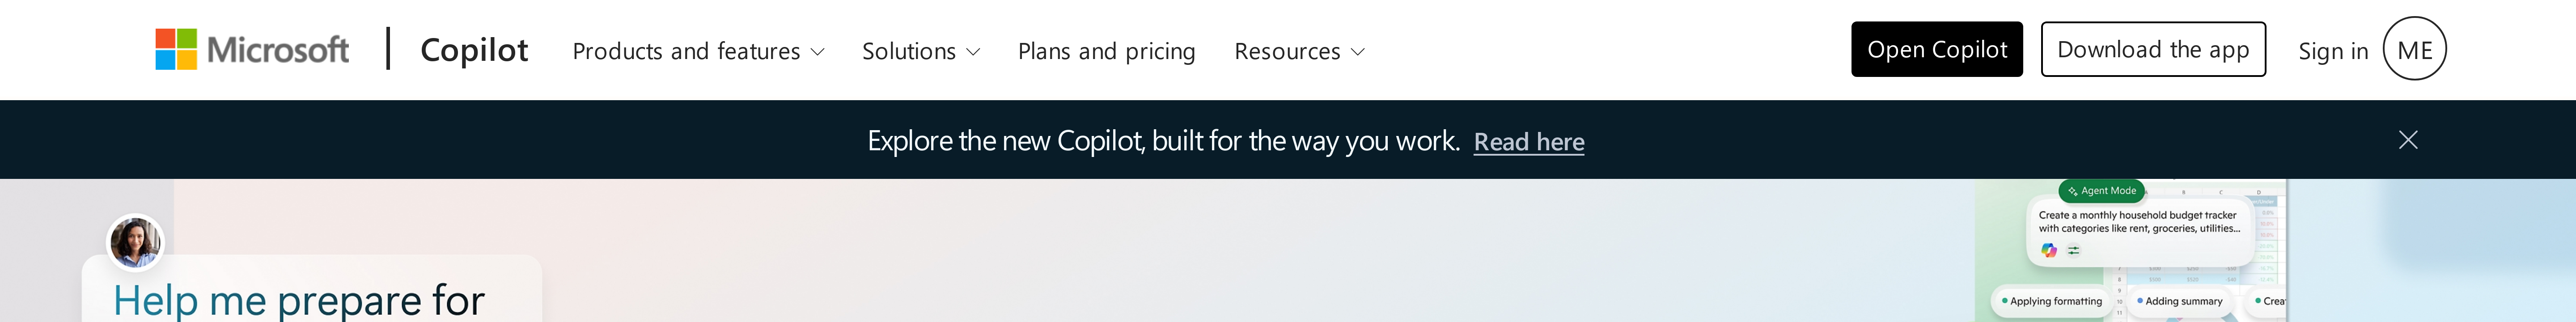 Microsoft Copilot Products and features Solutions Plans and pricing Resources Open Copilot Download the app Sign in ME
Explore the new Copilot, built for the way you work. Read here
Agent Mode
Create a monthly household budget tracker
with categories like rent, groceries, utilities...
Help me prepare for
Applying formatting Adding summary